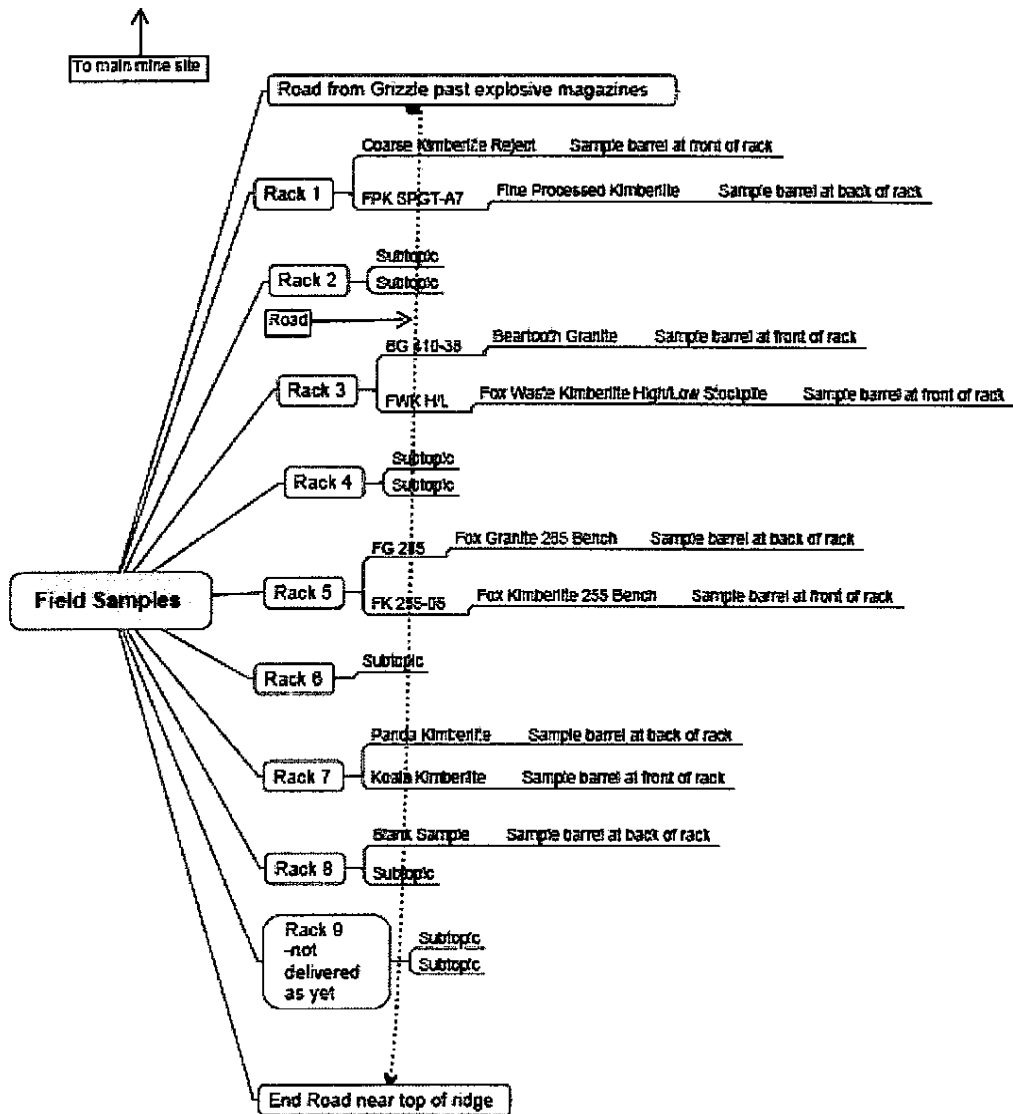 To main mine site
Road from Grizzle past explosive magazines
Coarse Kimberlite Reject Sample barrel at front of rack
Rack 1
FPK SPGT-A7 Fine Processed Kimberlite Sample barrel at back of rack
Subtopic
Rack 2
Subtopic
Road
BG 410-38 Beartooth Granite Sample barrel at front of rack
Rack 3
FWK H/L Fox Waste Kimberlite High/Low Stockpile Sample barrel at front of rack
Subtopic
Rack 4
Subtopic
FG 285 Fox Granite 285 Bench Sample barrel at back of rack
Field Samples
Rack 5
FK 255-05 Fox Kimberlite 255 Bench Sample barrel at front of rack
Subtopic
Rack 6
Panda Kimberlite Sample barrel at back of rack
Rack 7
Koala Kimberlite Sample barrel at front of rack
Blank Sample Sample barrel at back of rack
Rack 8
Subtopic
Rack 9
-not
delivered
as yet
Subtopic
Subtopic
End Road near top of ridge